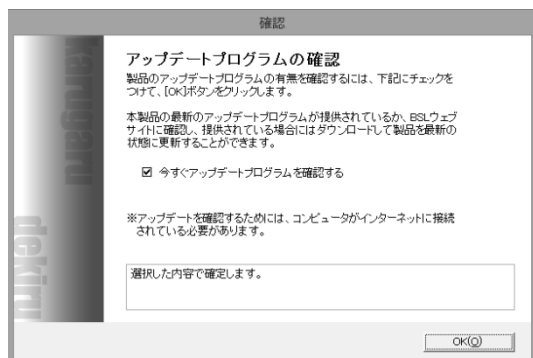 確認
karugaru
dekiru
アップデートプログラムの確認
製品のアップデートプログラムの有無を確認するには、下記にチェックを
つけて、[OK]ボタンをクリックします。
本製品の最新のアップデートプログラムが提供されているか、BSLウェブ
サイトに確認し、提供されている場合にはダウンロードして製品を最新の
状態に更新することができます。
今すぐアップデートプログラムを確認する
※アップデートを確認するためには、コンピュータがインターネットに接続
されている必要があります。
選択した内容で確定します。
OK(O)